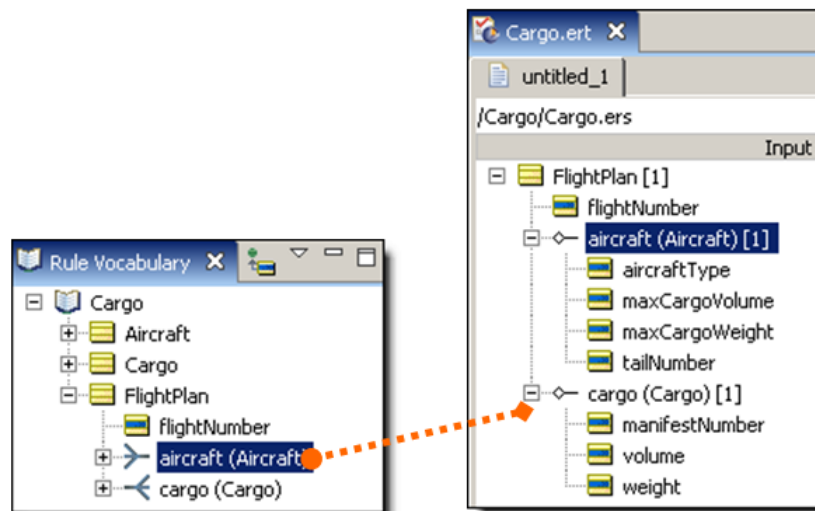 Cargo.ert
untitled_1
/Cargo/Cargo.ers
Input
FlightPlan [1]
flightNumber
aircraft (Aircraft) [1]
aircraftType
maxCargoVolume
maxCargoWeight
tailNumber
cargo (Cargo) [1]
manifestNumber
volume
weight
Rule Vocabulary
Cargo
Aircraft
Cargo
FlightPlan
flightNumber
aircraft (Aircraft)
cargo (Cargo)